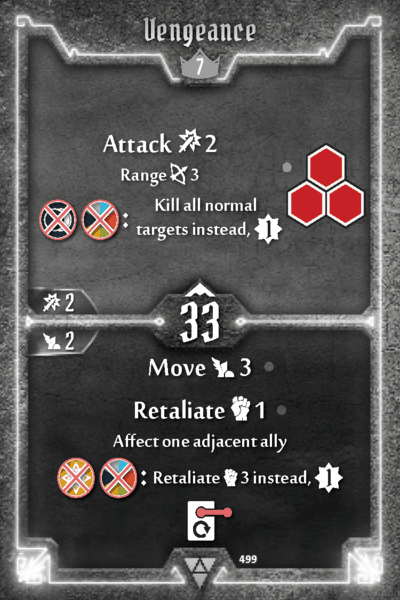 Vengeance
7
Attack 2
Range 3
: Kill all normal
targets instead, 1
2
33
2
Move 3
Retaliate 1
Affect one adjacent ally
: Retaliate 3 instead, 1
499